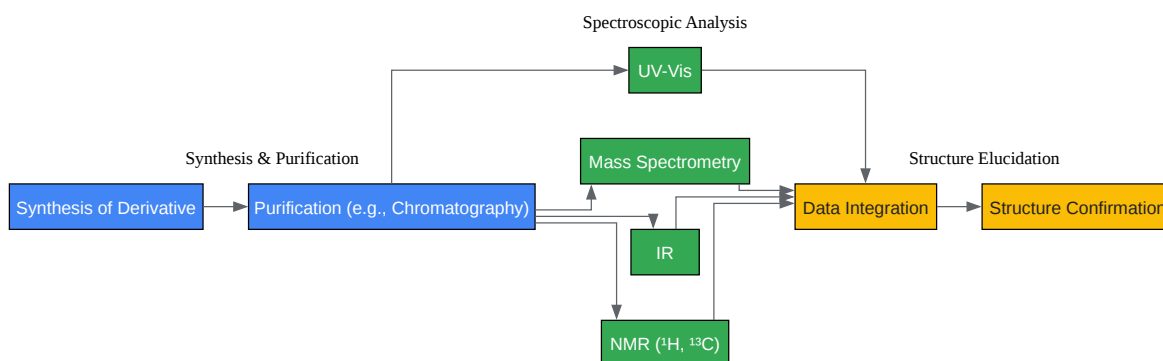 Spectroscopic Analysis
UV-Vis
Synthesis & Purification
Mass Spectrometry
Structure Elucidation
Synthesis of Derivative
Purification (e.g., Chromatography)
Data Integration
Structure Confirmation
IR
NMR (¹H, ¹³C)